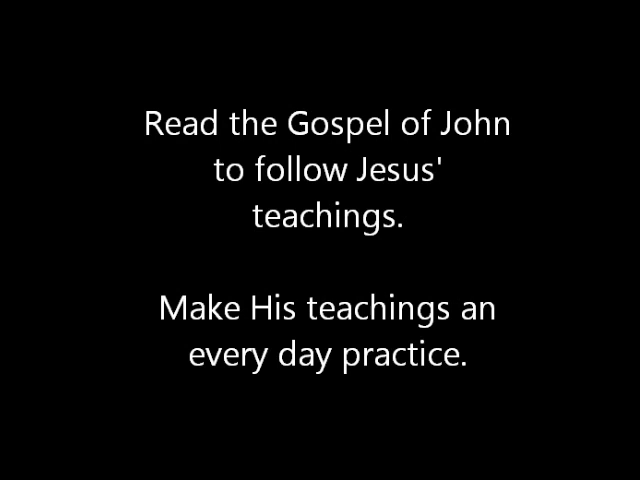 Read the Gospel of John
to follow Jesus'
teachings.
Make His teachings an
every day practice.